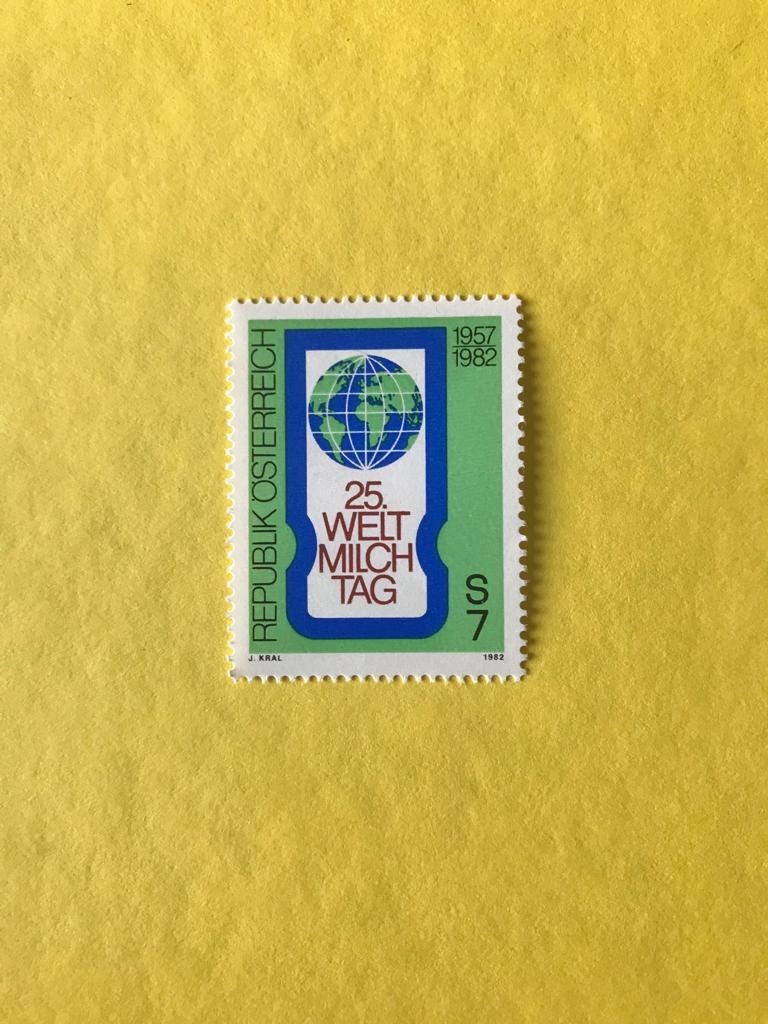 REPUBLIK ÖSTERREICH
1957
1982
25.
WELT
MILCH
TAG
S
7
J. KRAL
1982